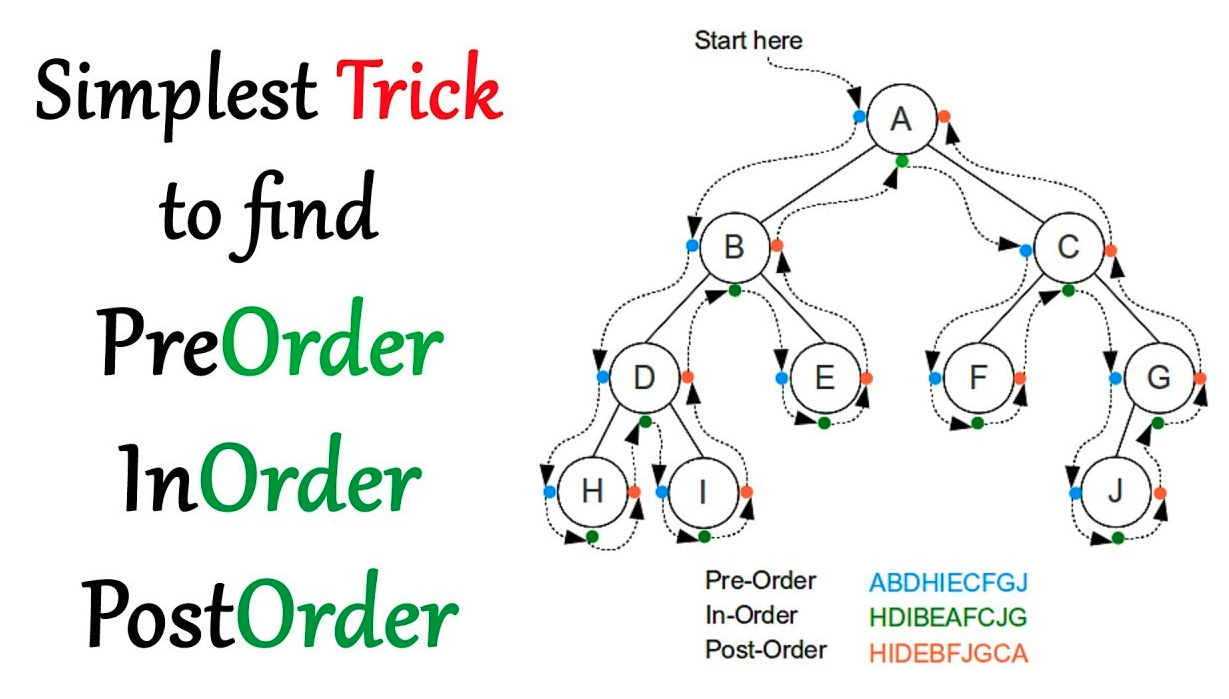 Simplest Trick
to find
PreOrder
InOrder
PostOrder
Start here
A
B
C
D
E
F
G
H
I
J
Pre-Order ABDHIECFGJ
In-Order HDIBEAFCJG
Post-Order HIDEBFJGCA